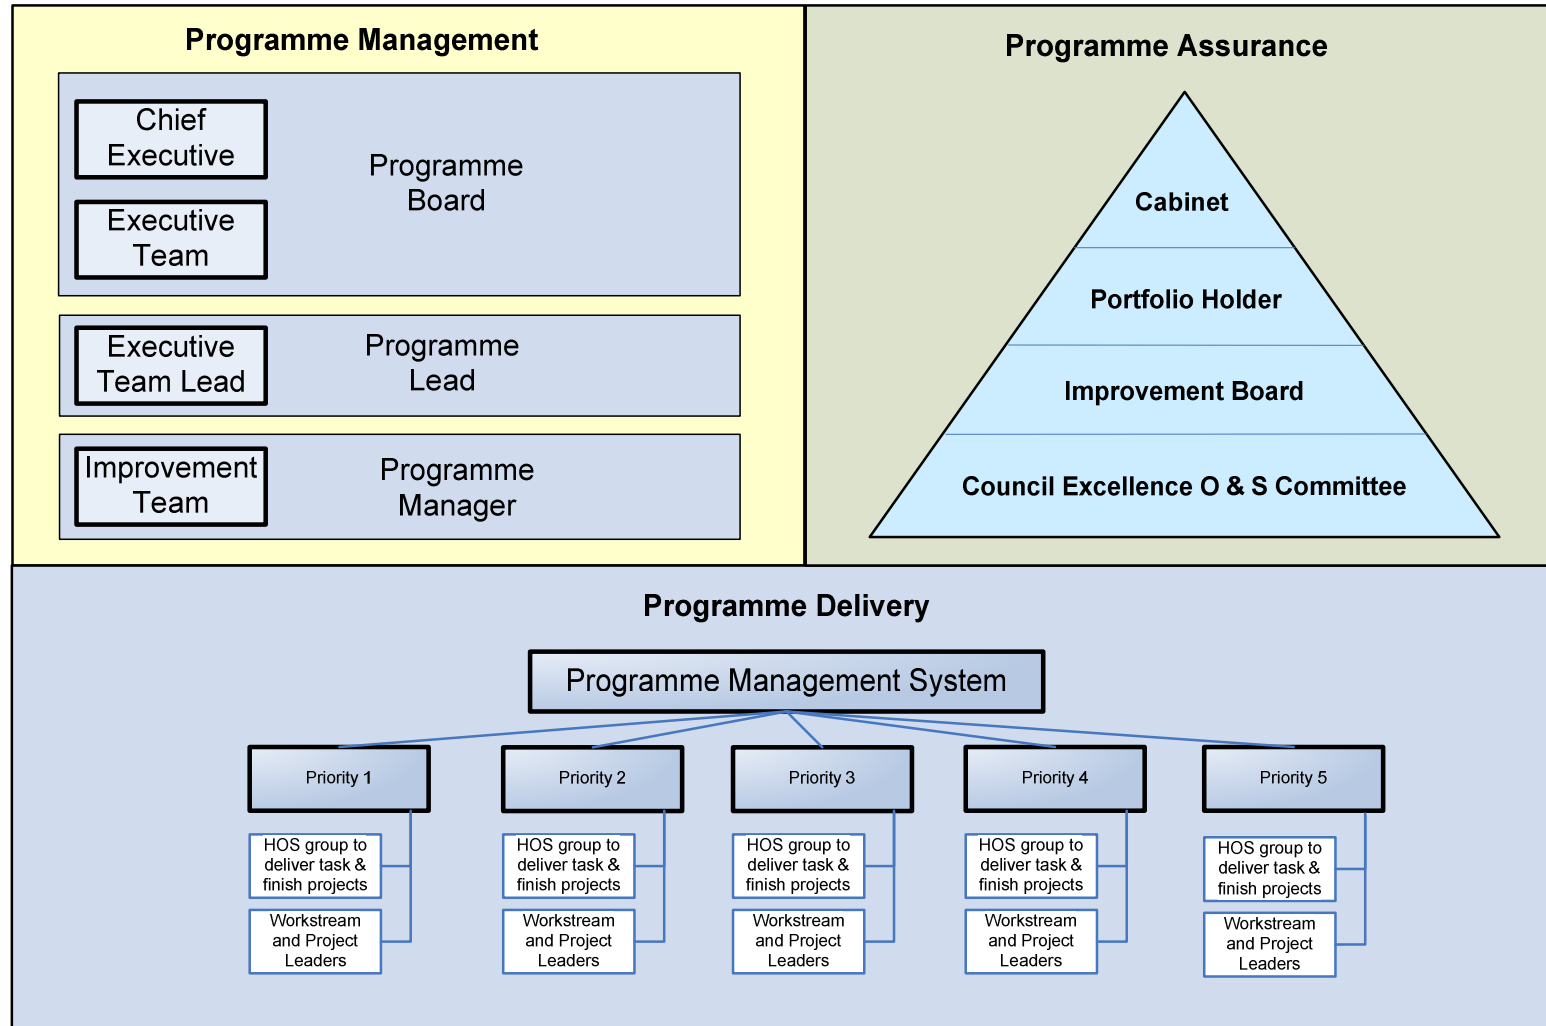 Programme Management
Chief
Executive
Programme
Board
Executive
Team
Executive
Team Lead
Programme
Lead
Improvement
Team
Programme
Manager
Programme Assurance
Cabinet
Portfolio Holder
Improvement Board
Council Excellence O & S Committee
Programme Delivery
Programme Management System
Priority 1
HOS group to
deliver task &
finish projects
Workstream
and Project
Leaders
Priority 2
HOS group to
deliver task &
finish projects
Workstream
and Project
Leaders
Priority 3
HOS group to
deliver task &
finish projects
Workstream
and Project
Leaders
Priority 4
HOS group to
deliver task &
finish projects
Workstream
and Project
Leaders
Priority 5
HOS group to
deliver task &
finish projects
Workstream
and Project
Leaders